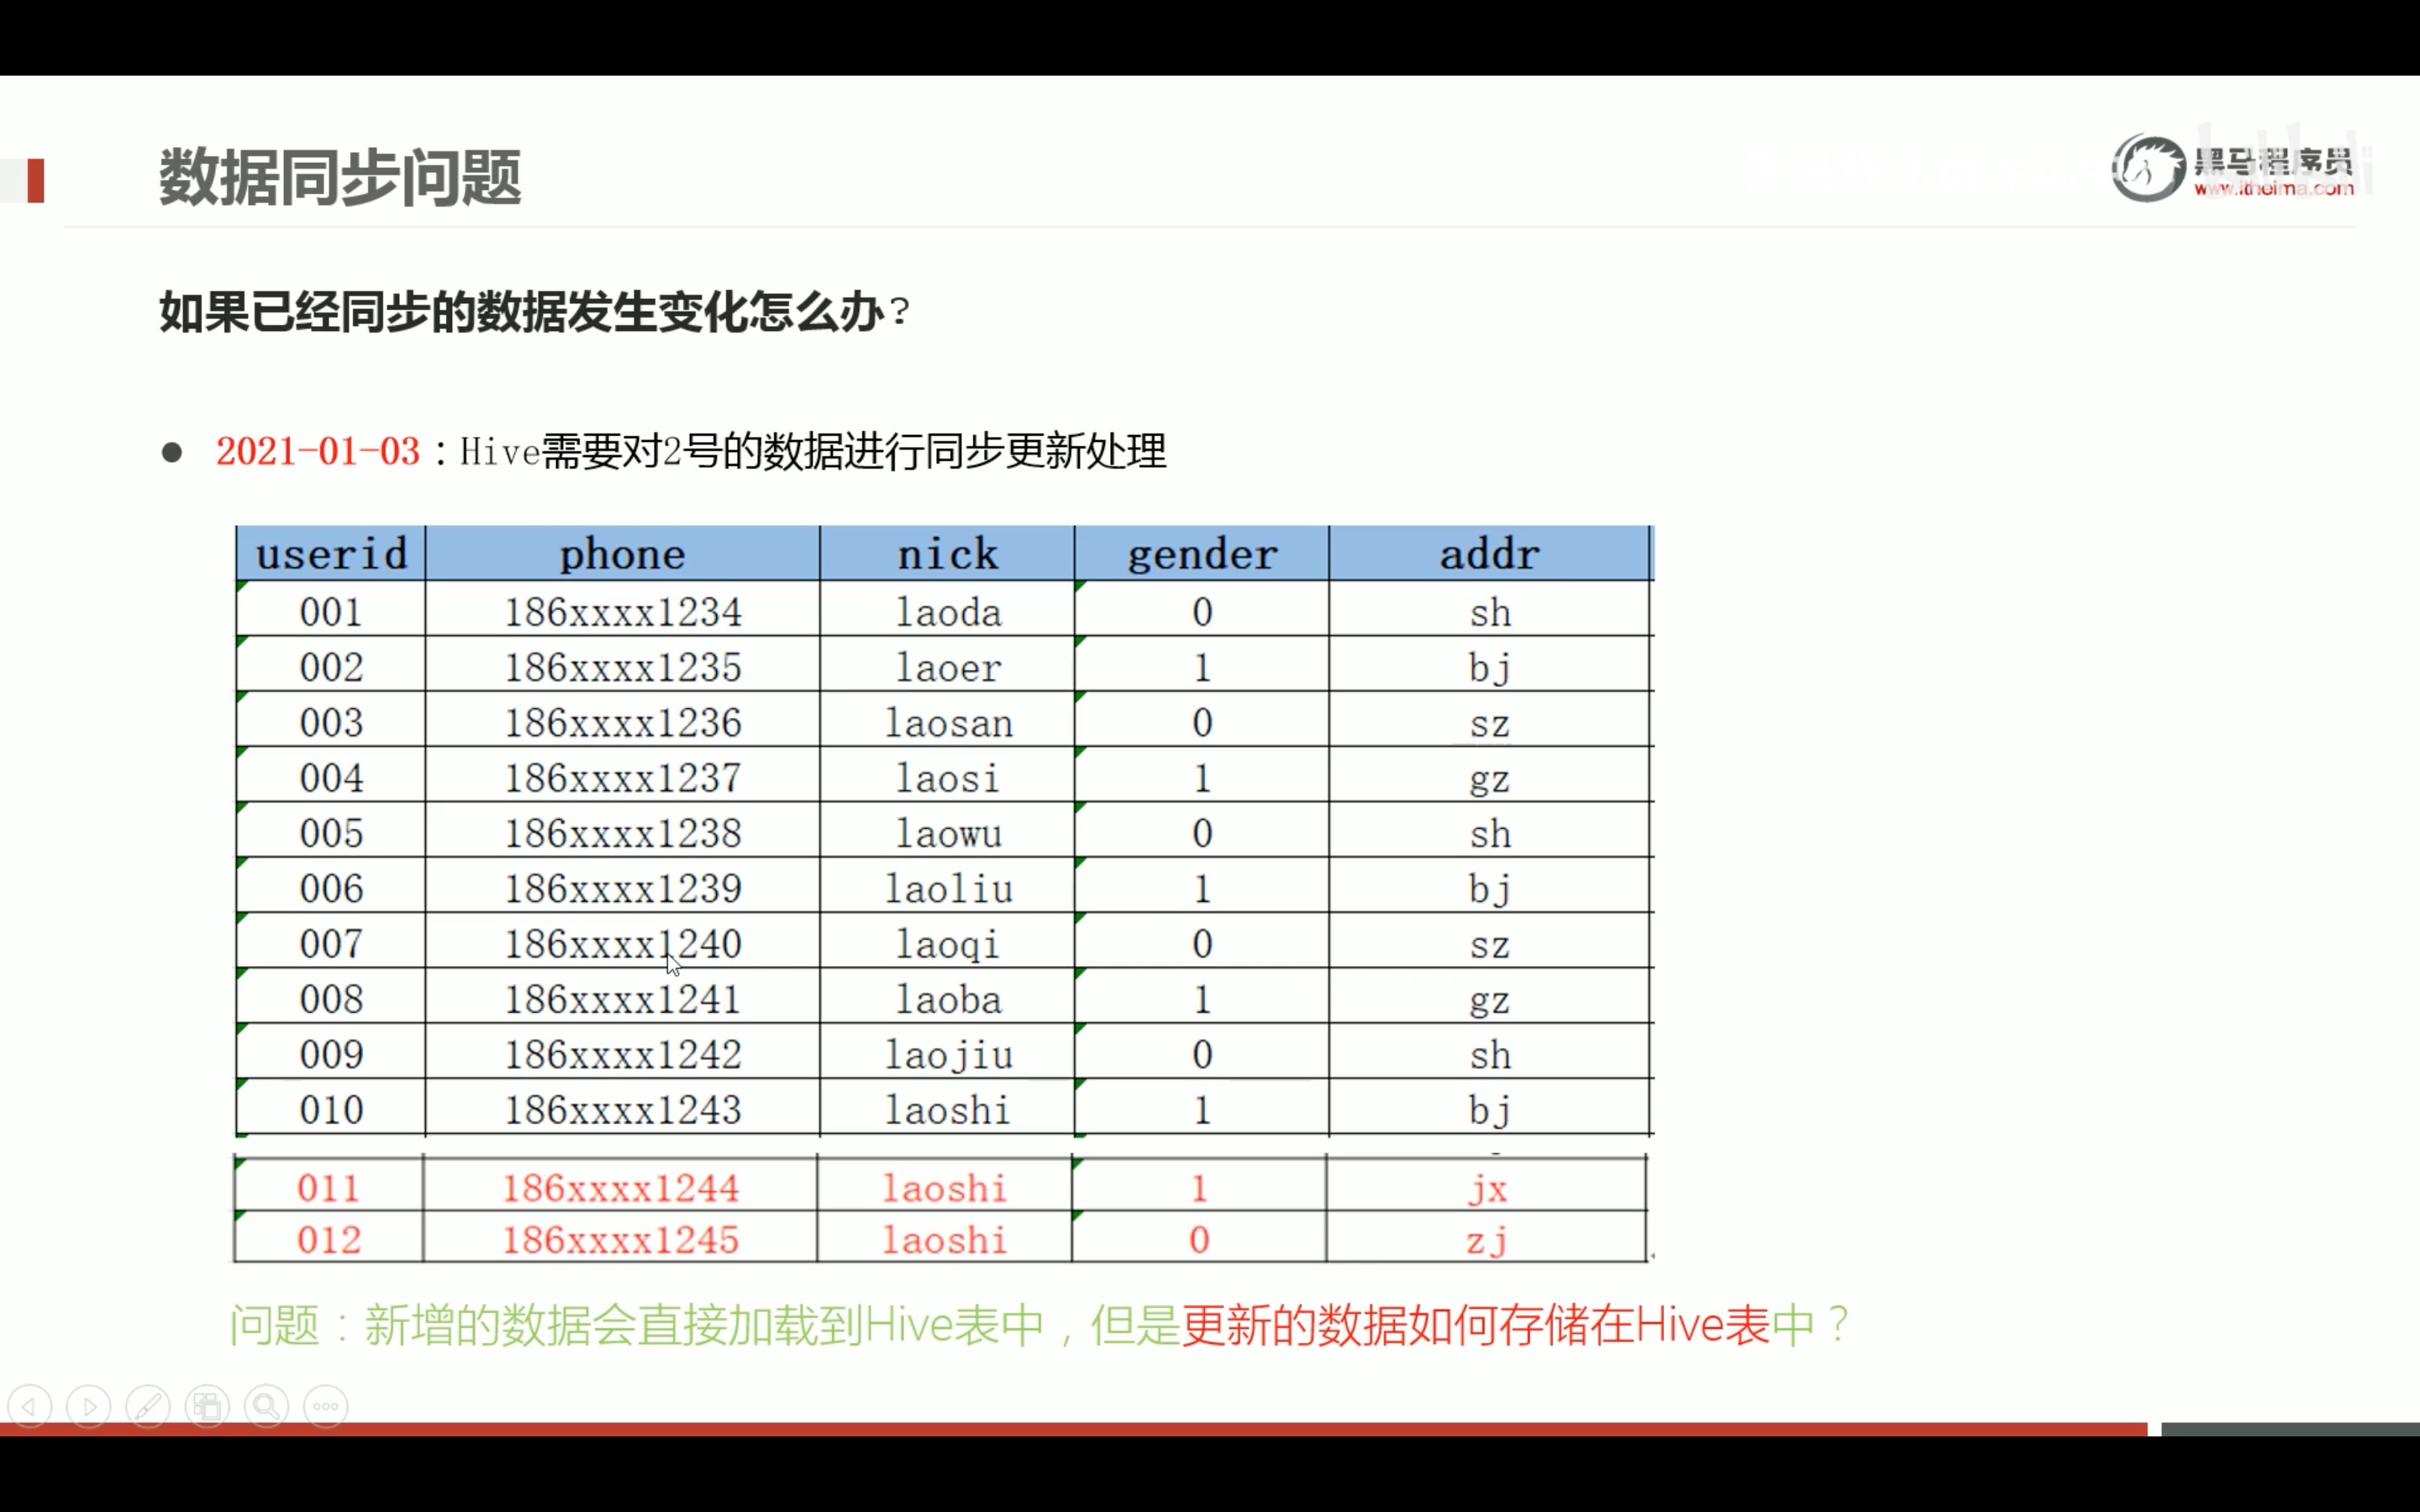 数据同步问题
黑马程序员
www.itheima.com
如果已经同步的数据发生变化怎么办?
● 2021-01-03：Hive需要对2号的数据进行同步更新处理
userid phone nick gender addr
001 186xxxx1234 laoda 0 sh
002 186xxxx1235 laoer 1 bj
003 186xxxx1236 laosan 0 sz
004 186xxxx1237 laosi 1 gz
005 186xxxx1238 laowu 0 sh
006 186xxxx1239 laoliu 1 bj
007 186xxxx1240 laoqi 0 sz
008 186xxxx1241 laoba 1 gz
009 186xxxx1242 laojiu 0 sh
010 186xxxx1243 laoshi 1 bj
011 186xxxx1244 laoshi 1 jx
012 186xxxx1245 laoshi 0 zj
问题：新增的数据会直接加载到Hive表中，但是更新的数据如何存储在Hive表中？